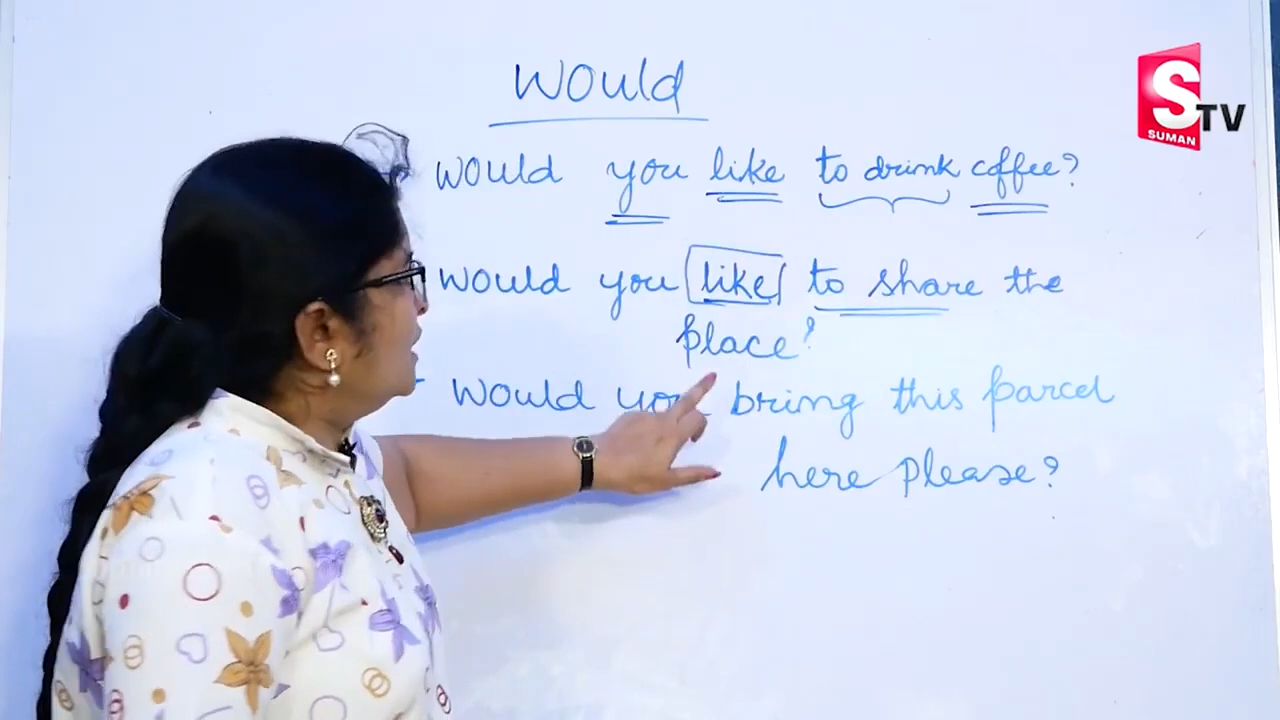 would
would you like to drink coffee?
would you like to share the
place?
- would you bring this parcel
here please?
S TV
SUMAN